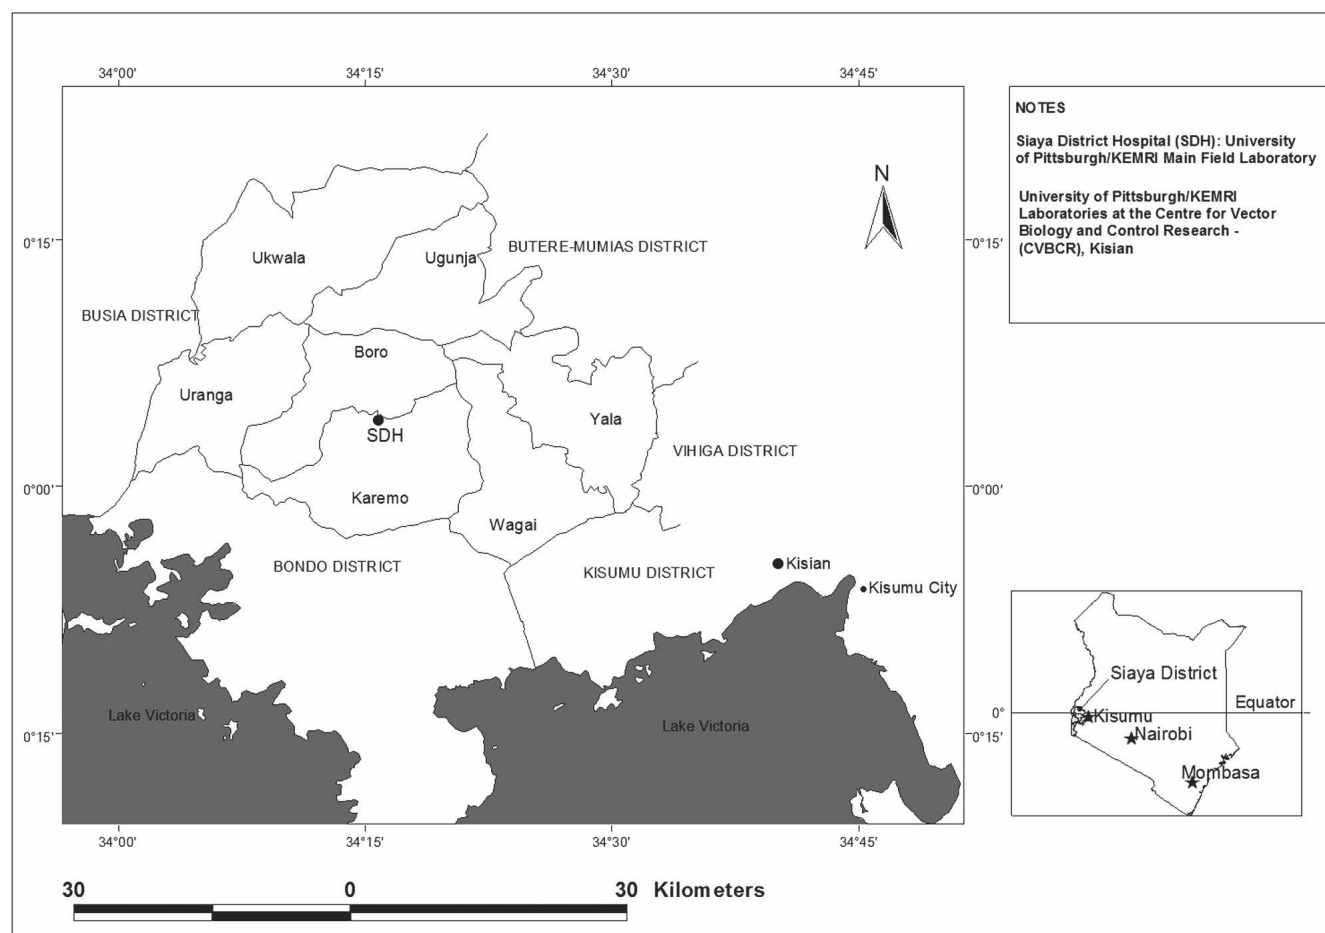 34°00'
34°15'
34°30'
34°45'
NOTES
Siaya District Hospital (SDH): University
of Pittsburgh/KEMRI Main Field Laboratory
University of Pittsburgh/KEMRI
Laboratories at the Centre for Vector
Biology and Control Research -
(CVBCR), Kisian
N
0°15'
0°15'
Ukwala
Ugunja
BUTERE-MUMIAS DISTRICT
BUSIA DISTRICT
Boro
Uranga
Yala
SDH
VIHIGA DISTRICT
0°00'
0°00'
Karemo
Wagai
BONDO DISTRICT
KISUMU DISTRICT
Kisian
Kisumu City
Lake Victoria
Lake Victoria
0°15'
0°15'
34°00'
34°15'
34°30'
34°45'
Siaya District
Equator
0°
Kisumu
Nairobi
Mombasa
30
0
30
Kilometers